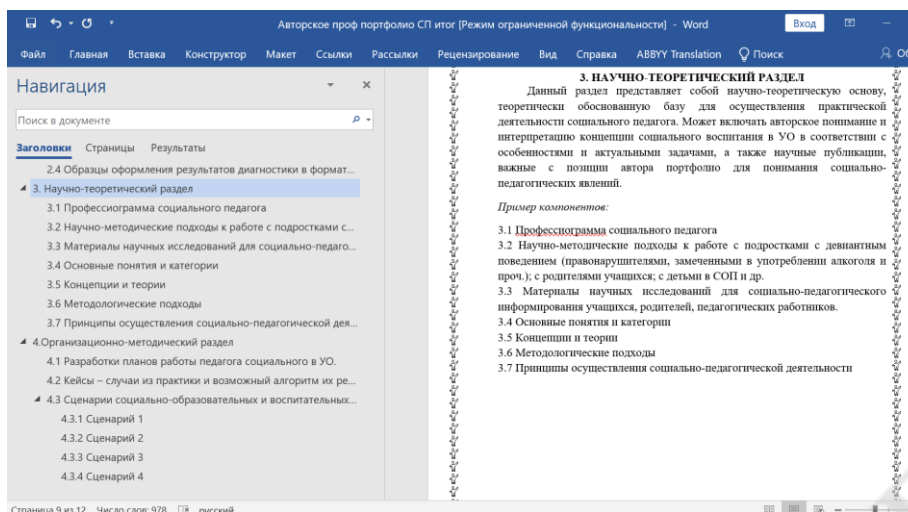 Авторское проф портфолио СП итог [Режим ограниченной функциональности] - Word
Вход
Файл Главная Вставка Конструктор Макет Ссылки Рассылки Рецензирование Вид Справка ABBYY Translation Поиск
Навигация
Поиск в документе
Заголовки Страницы Результаты
2.4 Образцы оформления результатов диагностики в формат...
3. Научно-теоретический раздел
3.1 Профессиограмма социального педагога
3.2 Научно-методические подходы к работе с подростками с...
3.3 Материалы научных исследований для социально-педаго...
3.4 Основные понятия и категории
3.5 Концепции и теории
3.6 Методологические подходы
3.7 Принципы осуществления социально-педагогической дея...
4.Организационно-методический раздел
4.1 Разработки планов работы педагога социального в УО.
4.2 Кейсы – случаи из практики и возможный алгоритм их ре...
4.3 Сценарии социально-образовательных и воспитательных...
4.3.1 Сценарий 1
4.3.2 Сценарий 2
4.3.3 Сценарий 3
4.3.4 Сценарий 4
3. НАУЧНО-ТЕОРЕТИЧЕСКИЙ РАЗДЕЛ
Данный раздел представляет собой научно-теоретическую основу,
теоретически обоснованную базу для осуществления практической
деятельности социального педагога. Может включать авторское понимание и
интерпретацию концепции социального воспитания в УО в соответствии с
особенностями и актуальными задачами, а также научные публикации,
важные с позиции автора портфолио для понимания социально-
педагогических явлений.
Пример компонентов:
3.1 Профессиограмма социального педагога
3.2 Научно-методические подходы к работе с подростками с девиантным
поведением (правонарушителями, замеченными в употреблении алкоголя и
проч.); с родителями учащихся; с детьми в СОП и др.
3.3 Материалы научных исследований для социально-педагогического
информирования учащихся, родителей, педагогических работников.
3.4 Основные понятия и категории
3.5 Концепции и теории
3.6 Методологические подходы
3.7 Принципы осуществления социально-педагогической деятельности
Страница 9 из 12 Число слов: 978 русский